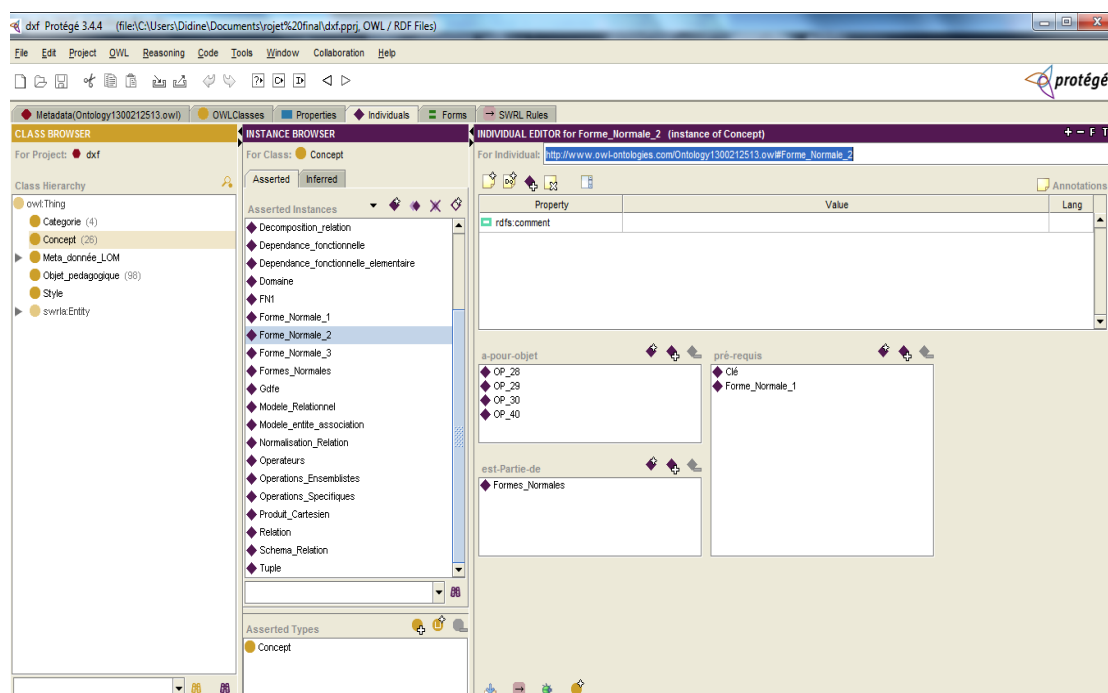 dxf Protégé 3.4.4 (file:\C:\Users\Didine\Documents\rojet%20final\dxf.pprj, OWL / RDF Files)
File Edit Project OWL Reasoning Code Tools Window Collaboration Help
protégé
Metadata(Ontology1300212513.owl) OWLClasses Properties Individuals Forms SWRL Rules
CLASS BROWSER
For Project: dxf
Class Hierarchy
owl:Thing
Categorie (4)
Concept (26)
Meta_donnée_LOM
Objet_pedagogique (98)
Style
swrla:Entity
INSTANCE BROWSER
For Class: Concept
Asserted Inferred
Asserted Instances
Decomposition_relation
Dependance_fonctionnelle
Dependance_fonctionnelle_elementaire
Domaine
FN1
Forme_Normale_1
Forme_Normale_2
Forme_Normale_3
Formes_Normales
Gdfe
Modele_Relationnel
Modele_entite_association
Normalisation_Relation
Operateurs
Operations_Ensemblistes
Operations_Specifiques
Produit_Cartesien
Relation
Schema_Relation
Tuple
Asserted Types
Concept
INDIVIDUAL EDITOR for Forme_Normale_2 (instance of Concept) + − F T
For Individual: http://www.owl-ontologies.com/Ontology1300212513.owl#Forme_Normale_2
Annotations
Property Value Lang
rdfs:comment
a-pour-objet
OP_28
OP_29
OP_30
OP_40
pré-requis
Clé
Forme_Normale_1
est-Partie-de
Formes_Normales